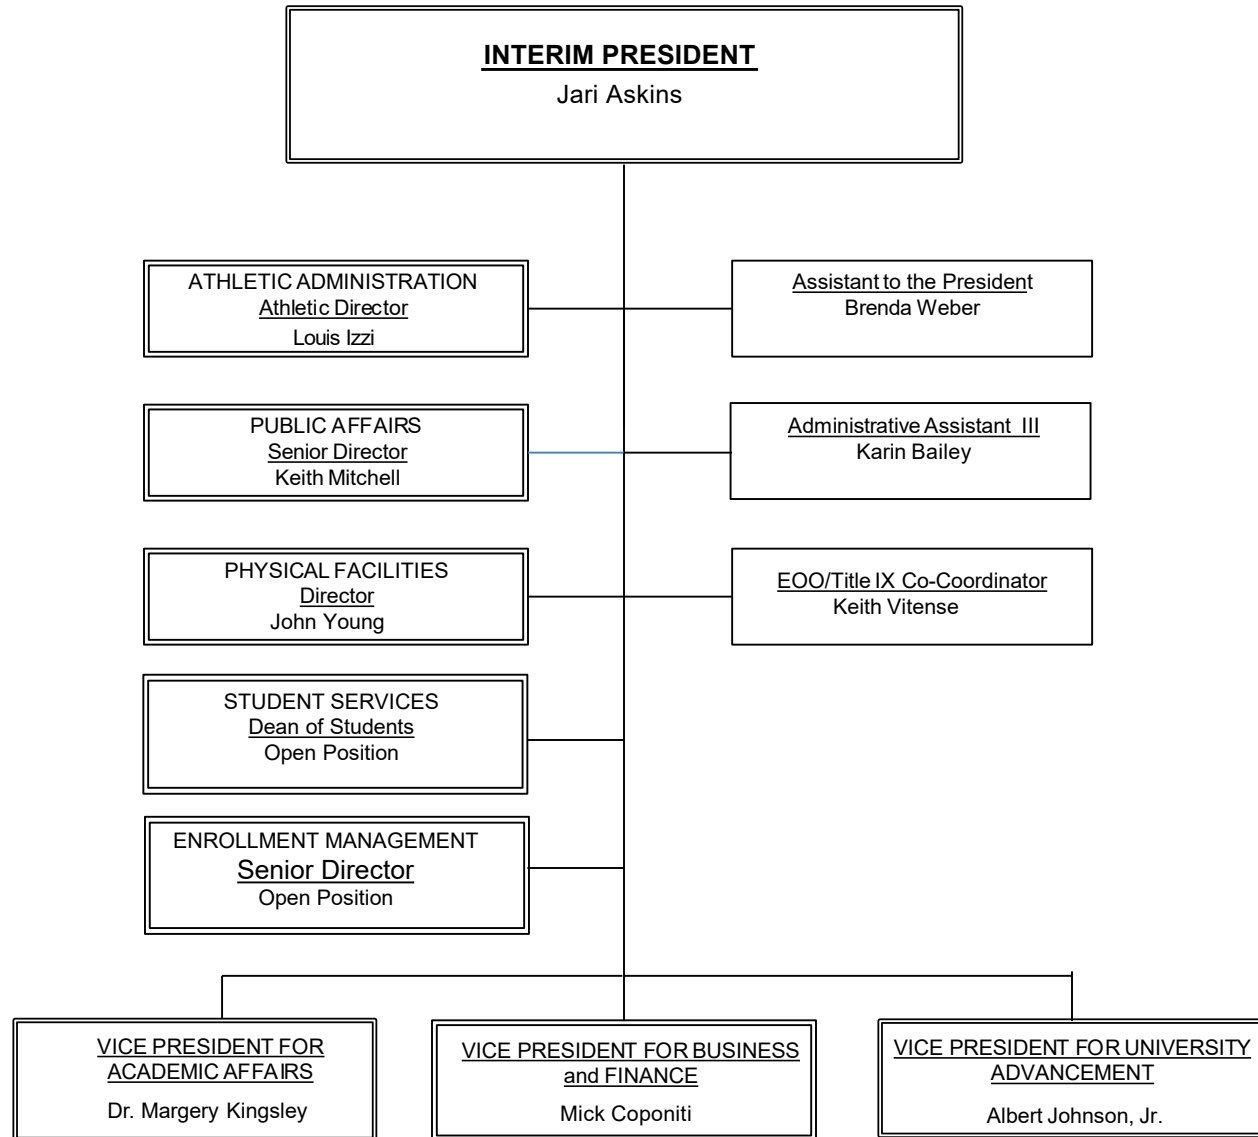 INTERIM PRESIDENT
Jari Askins
ATHLETIC ADMINISTRATION
Athletic Director
Louis Izzi
Assistant to the President
Brenda Weber
PUBLIC AFFAIRS
Senior Director
Keith Mitchell
Administrative Assistant III
Karin Bailey
PHYSICAL FACILITIES
Director
John Young
EOO/Title IX Co-Coordinator
Keith Vitense
STUDENT SERVICES
Dean of Students
Open Position
ENROLLMENT MANAGEMENT
Senior Director
Open Position
VICE PRESIDENT FOR
ACADEMIC AFFAIRS
Dr. Margery Kingsley
VICE PRESIDENT FOR BUSINESS
and FINANCE
Mick Coponiti
VICE PRESIDENT FOR UNIVERSITY
ADVANCEMENT
Albert Johnson, Jr.